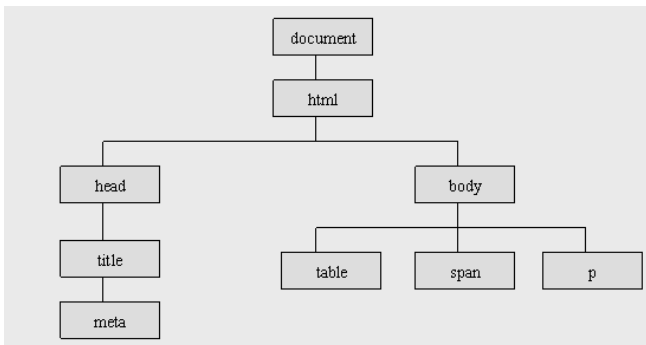 document
html
head
body
title
table
span
p
meta